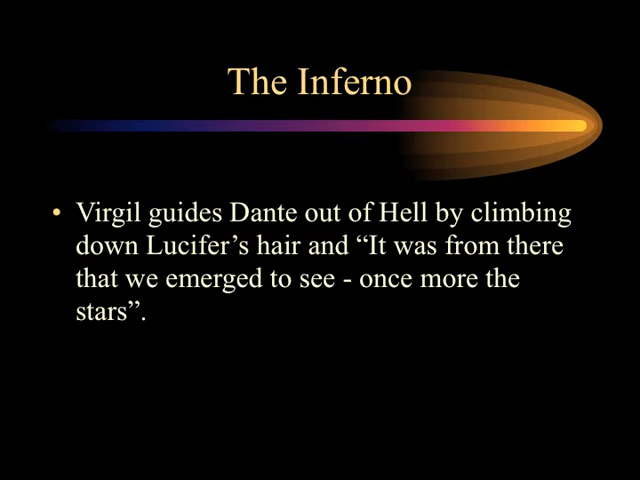 The Inferno
• Virgil guides Dante out of Hell by climbing
down Lucifer’s hair and “It was from there
that we emerged to see - once more the
stars”.